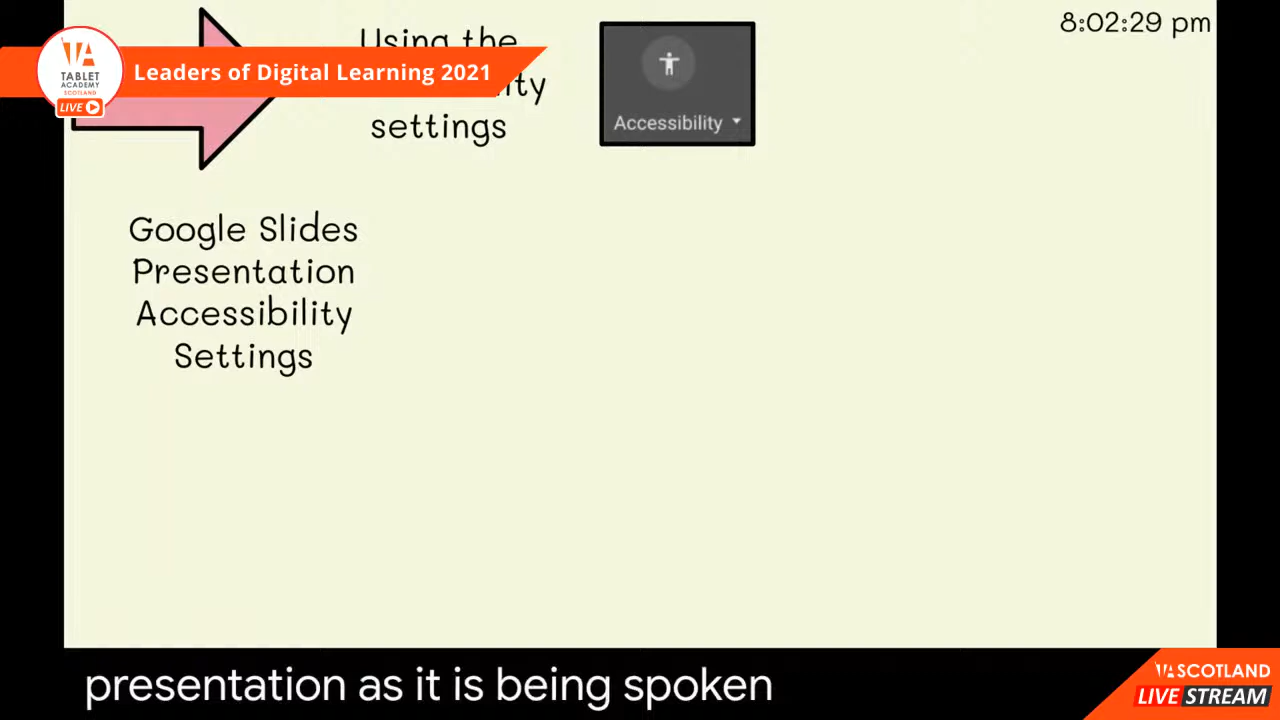 Using the
settings
8:02:29 pm
TABLET
ACADEMY
SCOTLAND
LIVE
Leaders of Digital Learning 2021
Accessibility
Google Slides
Presentation
Accessibility
Settings
presentation as it is being spoken
TA SCOTLAND
LIVE STREAM